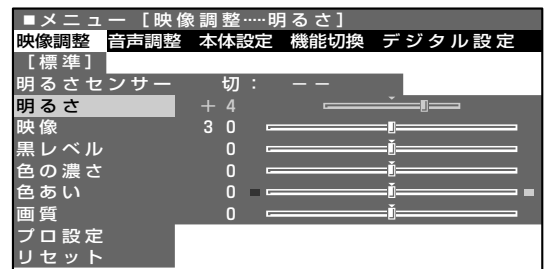 ■メニュー [映像調整……明るさ]
映像調整 音声調整 本体設定 機能切換 デジタル設定
[標準]
明るさセンサー 切： －－
明るさ ＋4
映像 30
黒レベル 0
色の濃さ 0
色あい 0
画質 0
プロ設定
リセット